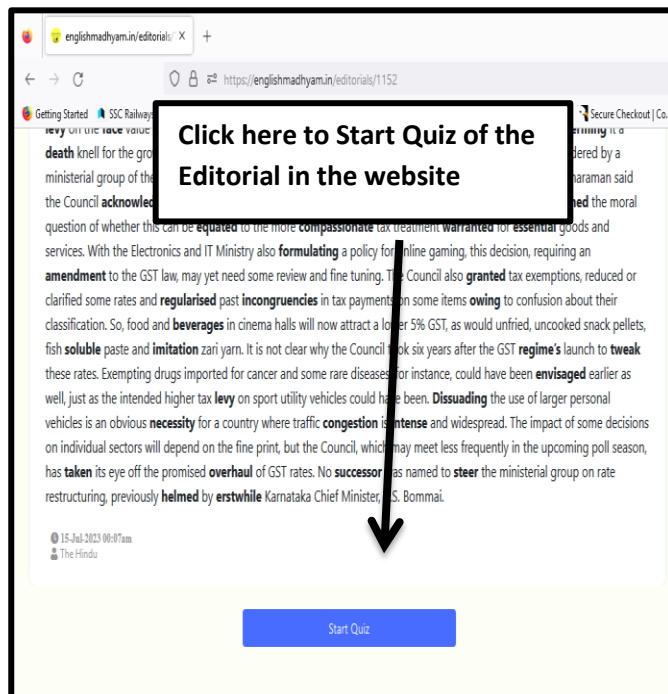 englishmadhyam.in/editorials/
https://englishmadhyam.in/editorials/1152
Getting Started SSC Railway Secure Checkout | Co.
Click here to Start Quiz of the
Editorial in the website
levy on the face value it a
death knell for the gro dered by a
ministerial group of the haraman said
the Council acknowled ned the moral
question of whether this can be equated to the more compassionate tax treatment warranted for essential goods and
services. With the Electronics and IT Ministry also formulating a policy for online gaming, this decision, requiring an
amendment to the GST law, may yet need some review and fine tuning. The Council also granted tax exemptions, reduced or
clarified some rates and regularised past incongruencies in tax payments on some items owing to confusion about their
classification. So, food and beverages in cinema halls will now attract a lower 5% GST, as would unfried, uncooked snack pellets,
fish soluble paste and imitation zari yarn. It is not clear why the Council took six years after the GST regime's launch to tweak
these rates. Exempting drugs imported for cancer and some rare diseases, for instance, could have been envisaged earlier as
well, just as the intended higher tax levy on sport utility vehicles could have been. Dissuading the use of larger personal
vehicles is an obvious necessity for a country where traffic congestion is intense and widespread. The impact of some decisions
on individual sectors will depend on the fine print, but the Council, which may meet less frequently in the upcoming poll season,
has taken its eye off the promised overhaul of GST rates. No successor was named to steer the ministerial group on rate
restructuring, previously helmed by erstwhile Karnataka Chief Minister, S. Bommai.
15-Jul-2023 00:07am
The Hindu
Start Quiz